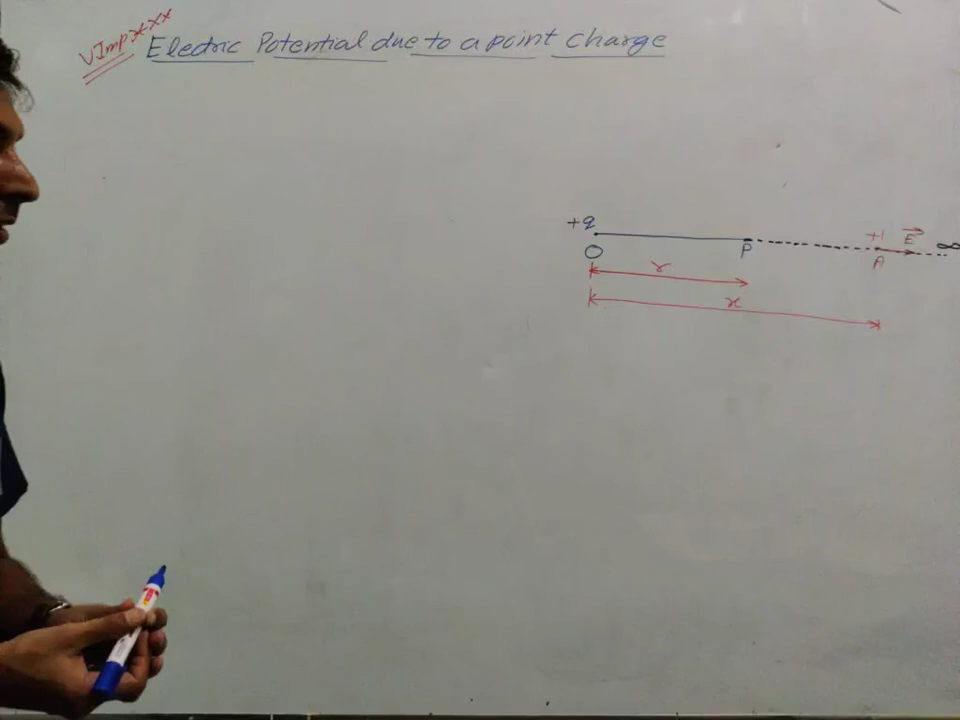 VImp***
Electric Potential due to a point charge
+q
O
P
+1
A
E⃗
∞
r
x